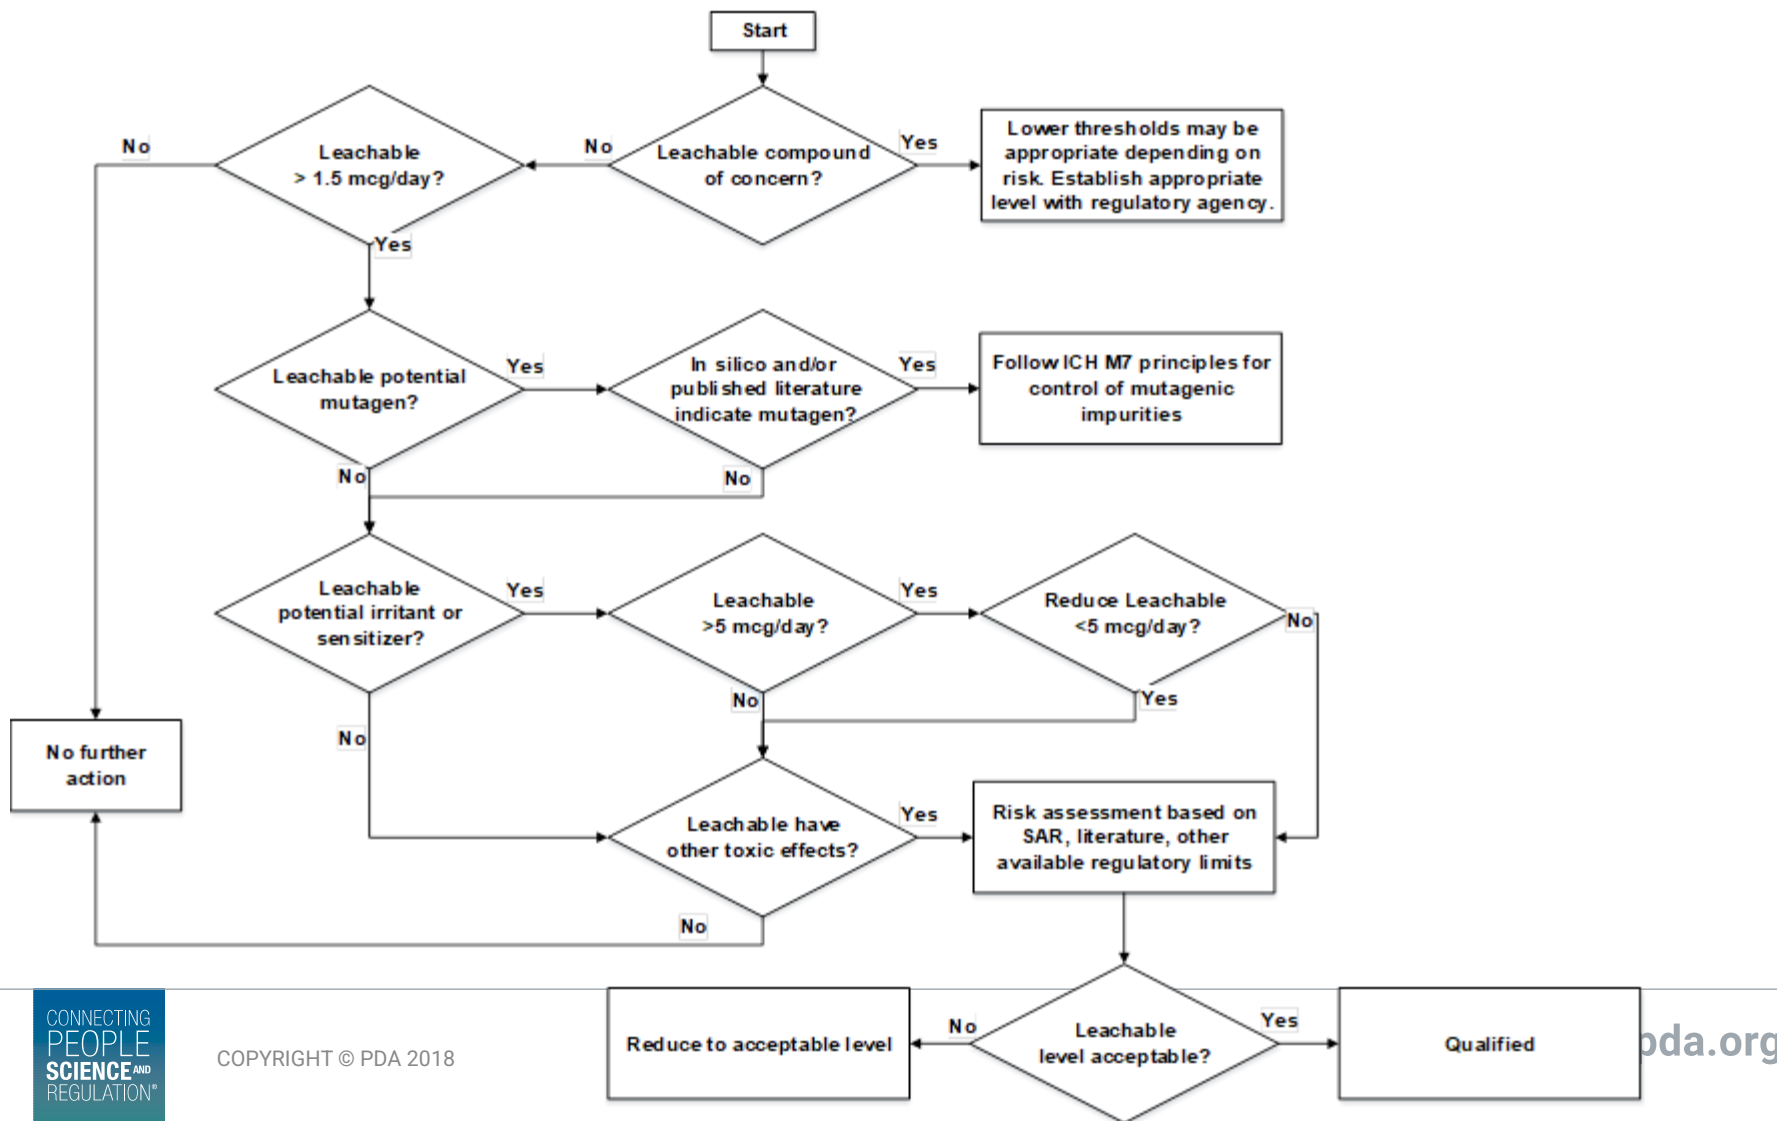 Start
No
Leachable
> 1.5 mcg/day?
No
Leachable compound
of concern?
Yes
Lower thresholds may be
appropriate depending on
risk. Establish appropriate
level with regulatory agency.
Yes
Leachable potential
mutagen?
Yes
In silico and/or
published literature
indicate mutagen?
Yes
Follow ICH M7 principles for
control of mutagenic
impurities
No
No
Leachable
potential irritant or
sensitizer?
Yes
Leachable
>5 mcg/day?
Yes
Reduce Leachable
<5 mcg/day?
No
No
Yes
No
No further
action
Leachable have
other toxic effects?
Yes
Risk assessment based on
SAR, literature, other
available regulatory limits
No
Reduce to acceptable level
No
Leachable
level acceptable?
Yes
Qualified
CONNECTING
PEOPLE
SCIENCE AND
REGULATION®
COPYRIGHT © PDA 2018
pda.org